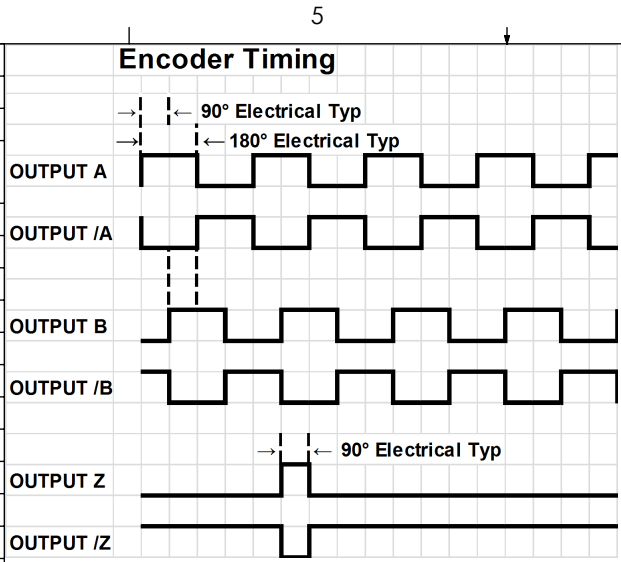 5
Encoder Timing
→ ← 90° Electrical Typ
→ ← 180° Electrical Typ
OUTPUT A
OUTPUT /A
OUTPUT B
OUTPUT /B
→ ← 90° Electrical Typ
OUTPUT Z
OUTPUT /Z